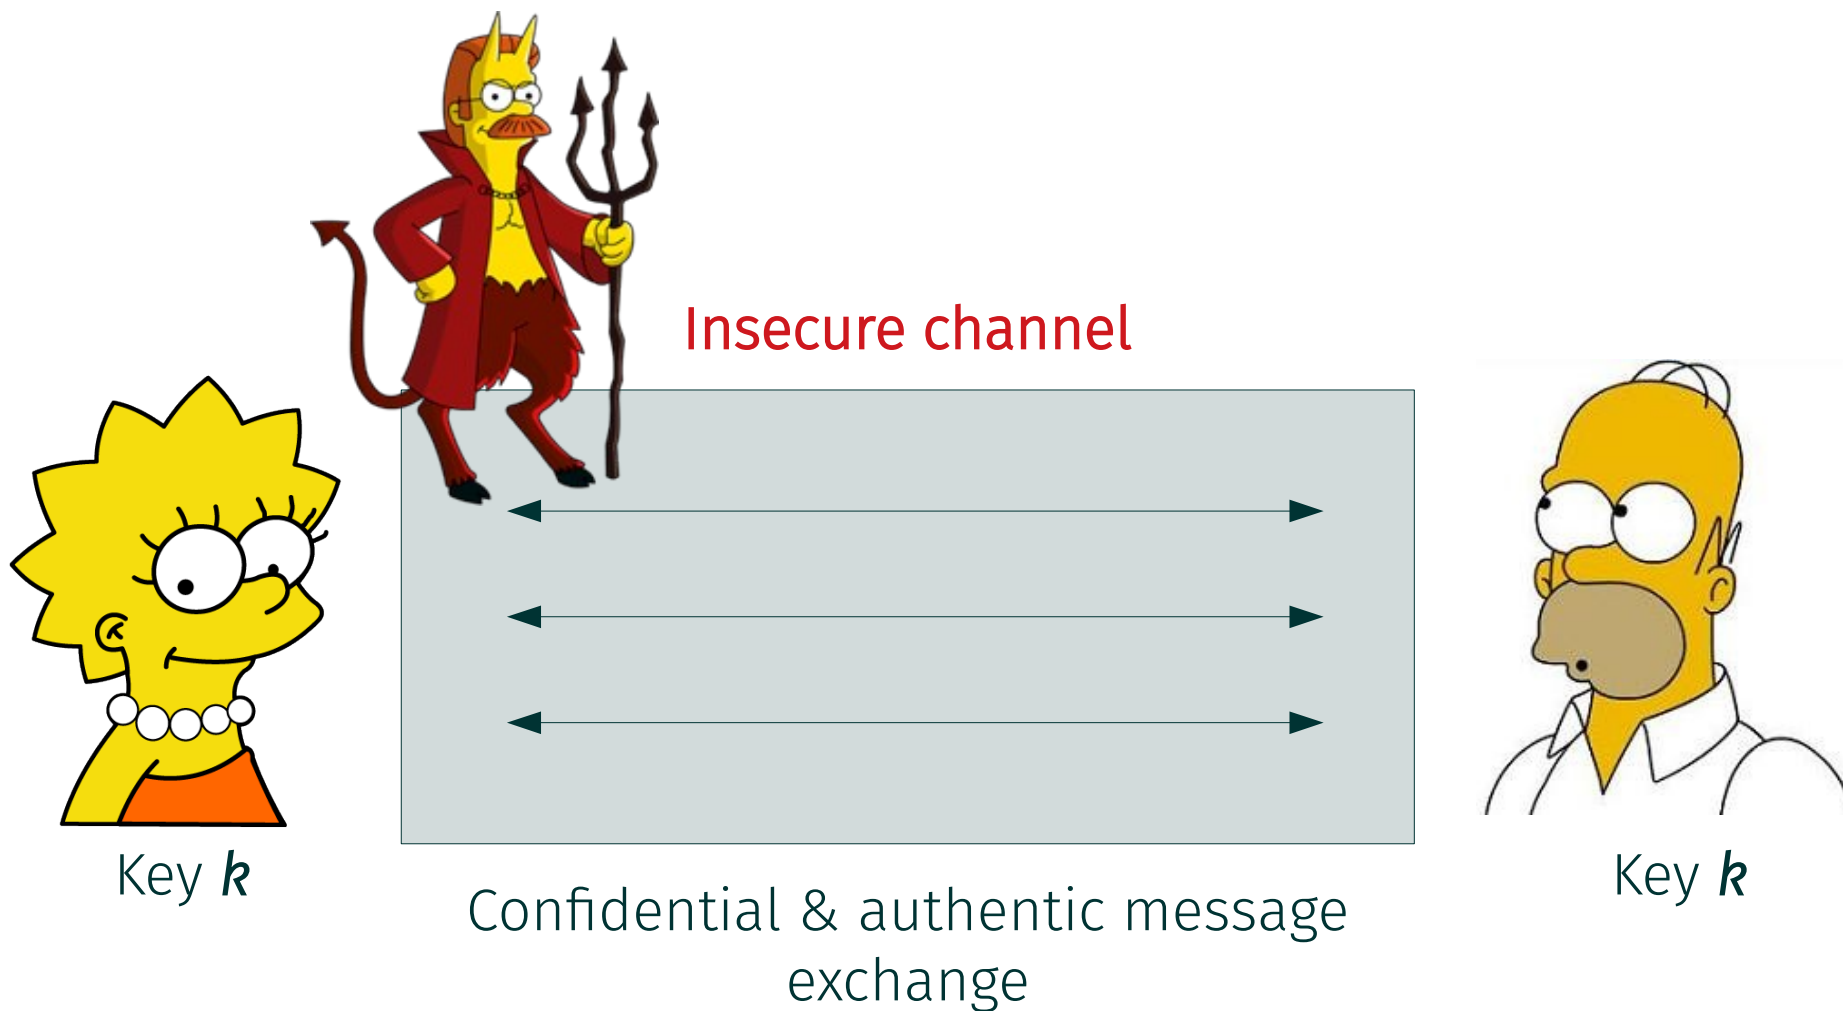 Insecure channel
Key k
Key k
Confidential & authentic message
exchange